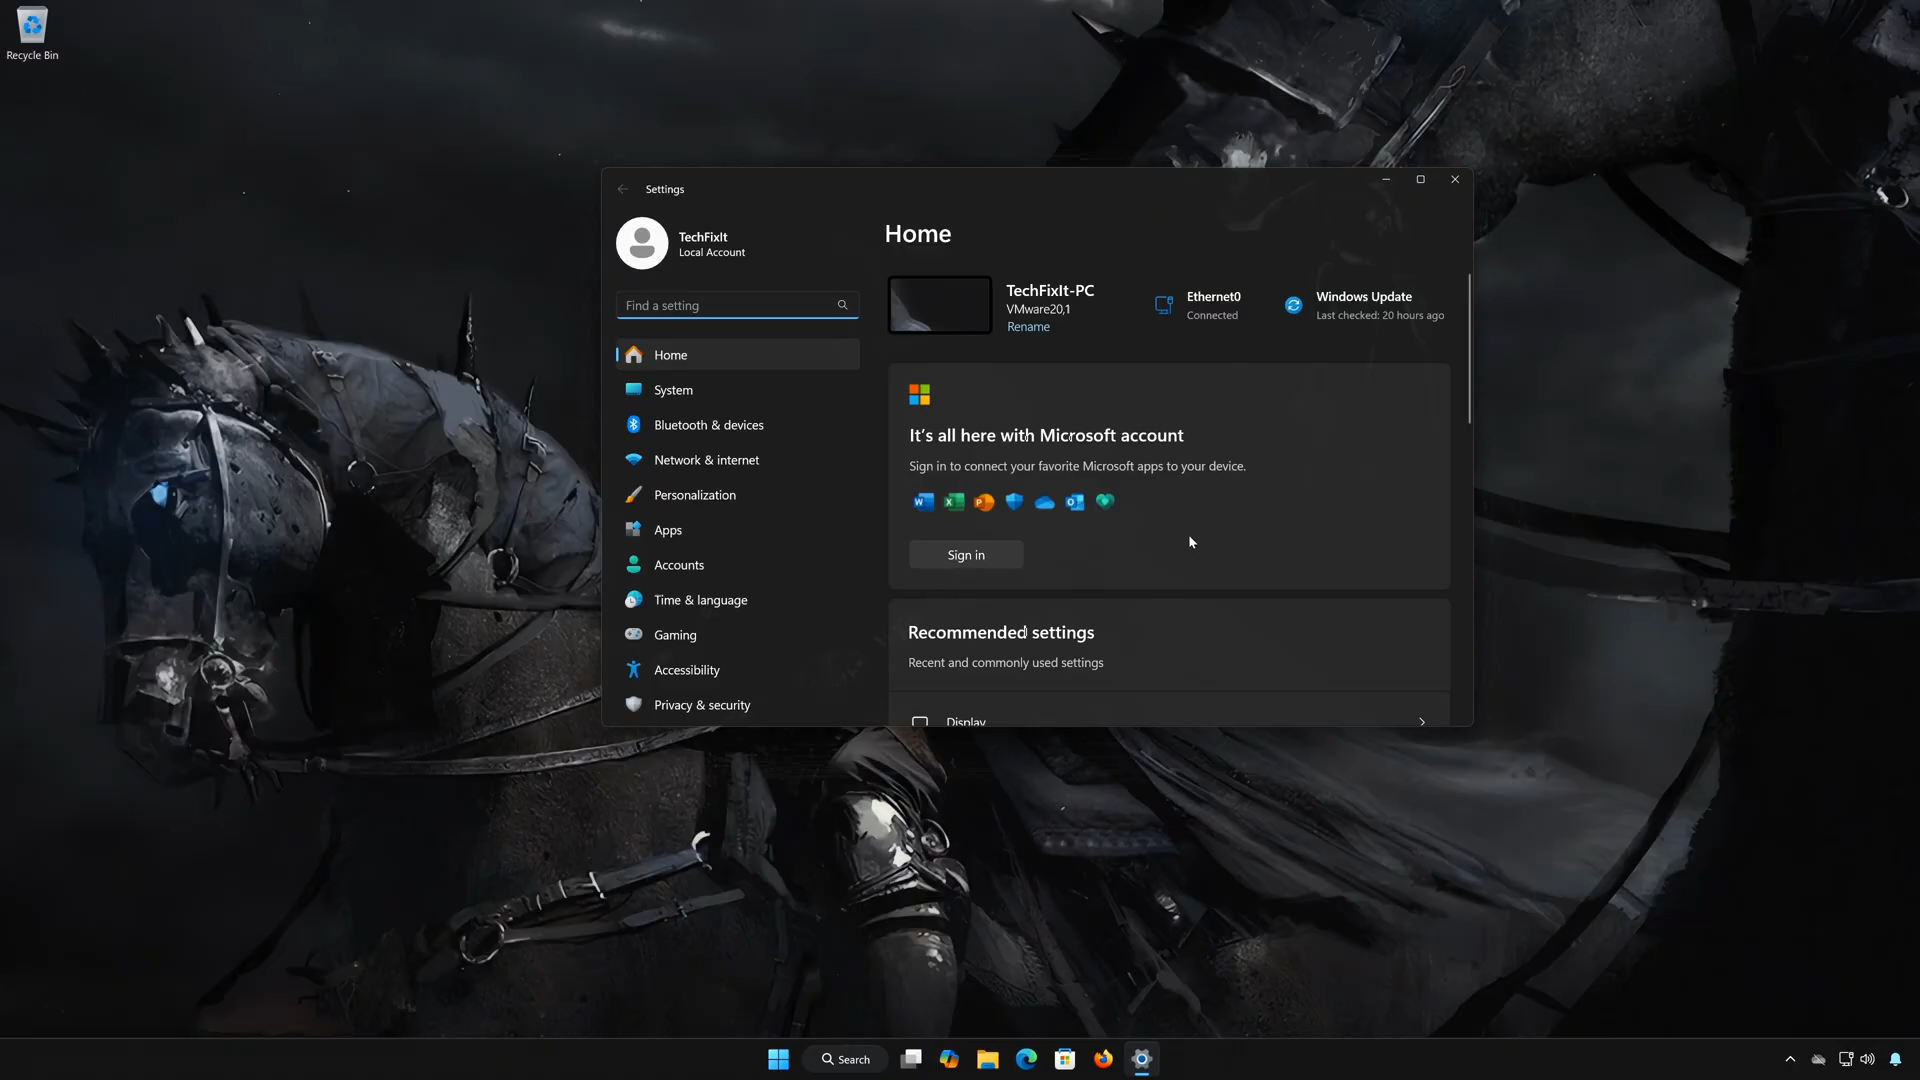 Recycle Bin
Settings
TechFixIt
Local Account
Find a setting
Home
System
Bluetooth & devices
Network & internet
Personalization
Apps
Accounts
Time & language
Gaming
Accessibility
Privacy & security
Home
TechFixIt-PC
VMware20,1
Rename
Ethernet0
Connected
Windows Update
Last checked: 20 hours ago
It's all here with Microsoft account
Sign in to connect your favorite Microsoft apps to your device.
Sign in
Recommended settings
Recent and commonly used settings
Display
Search